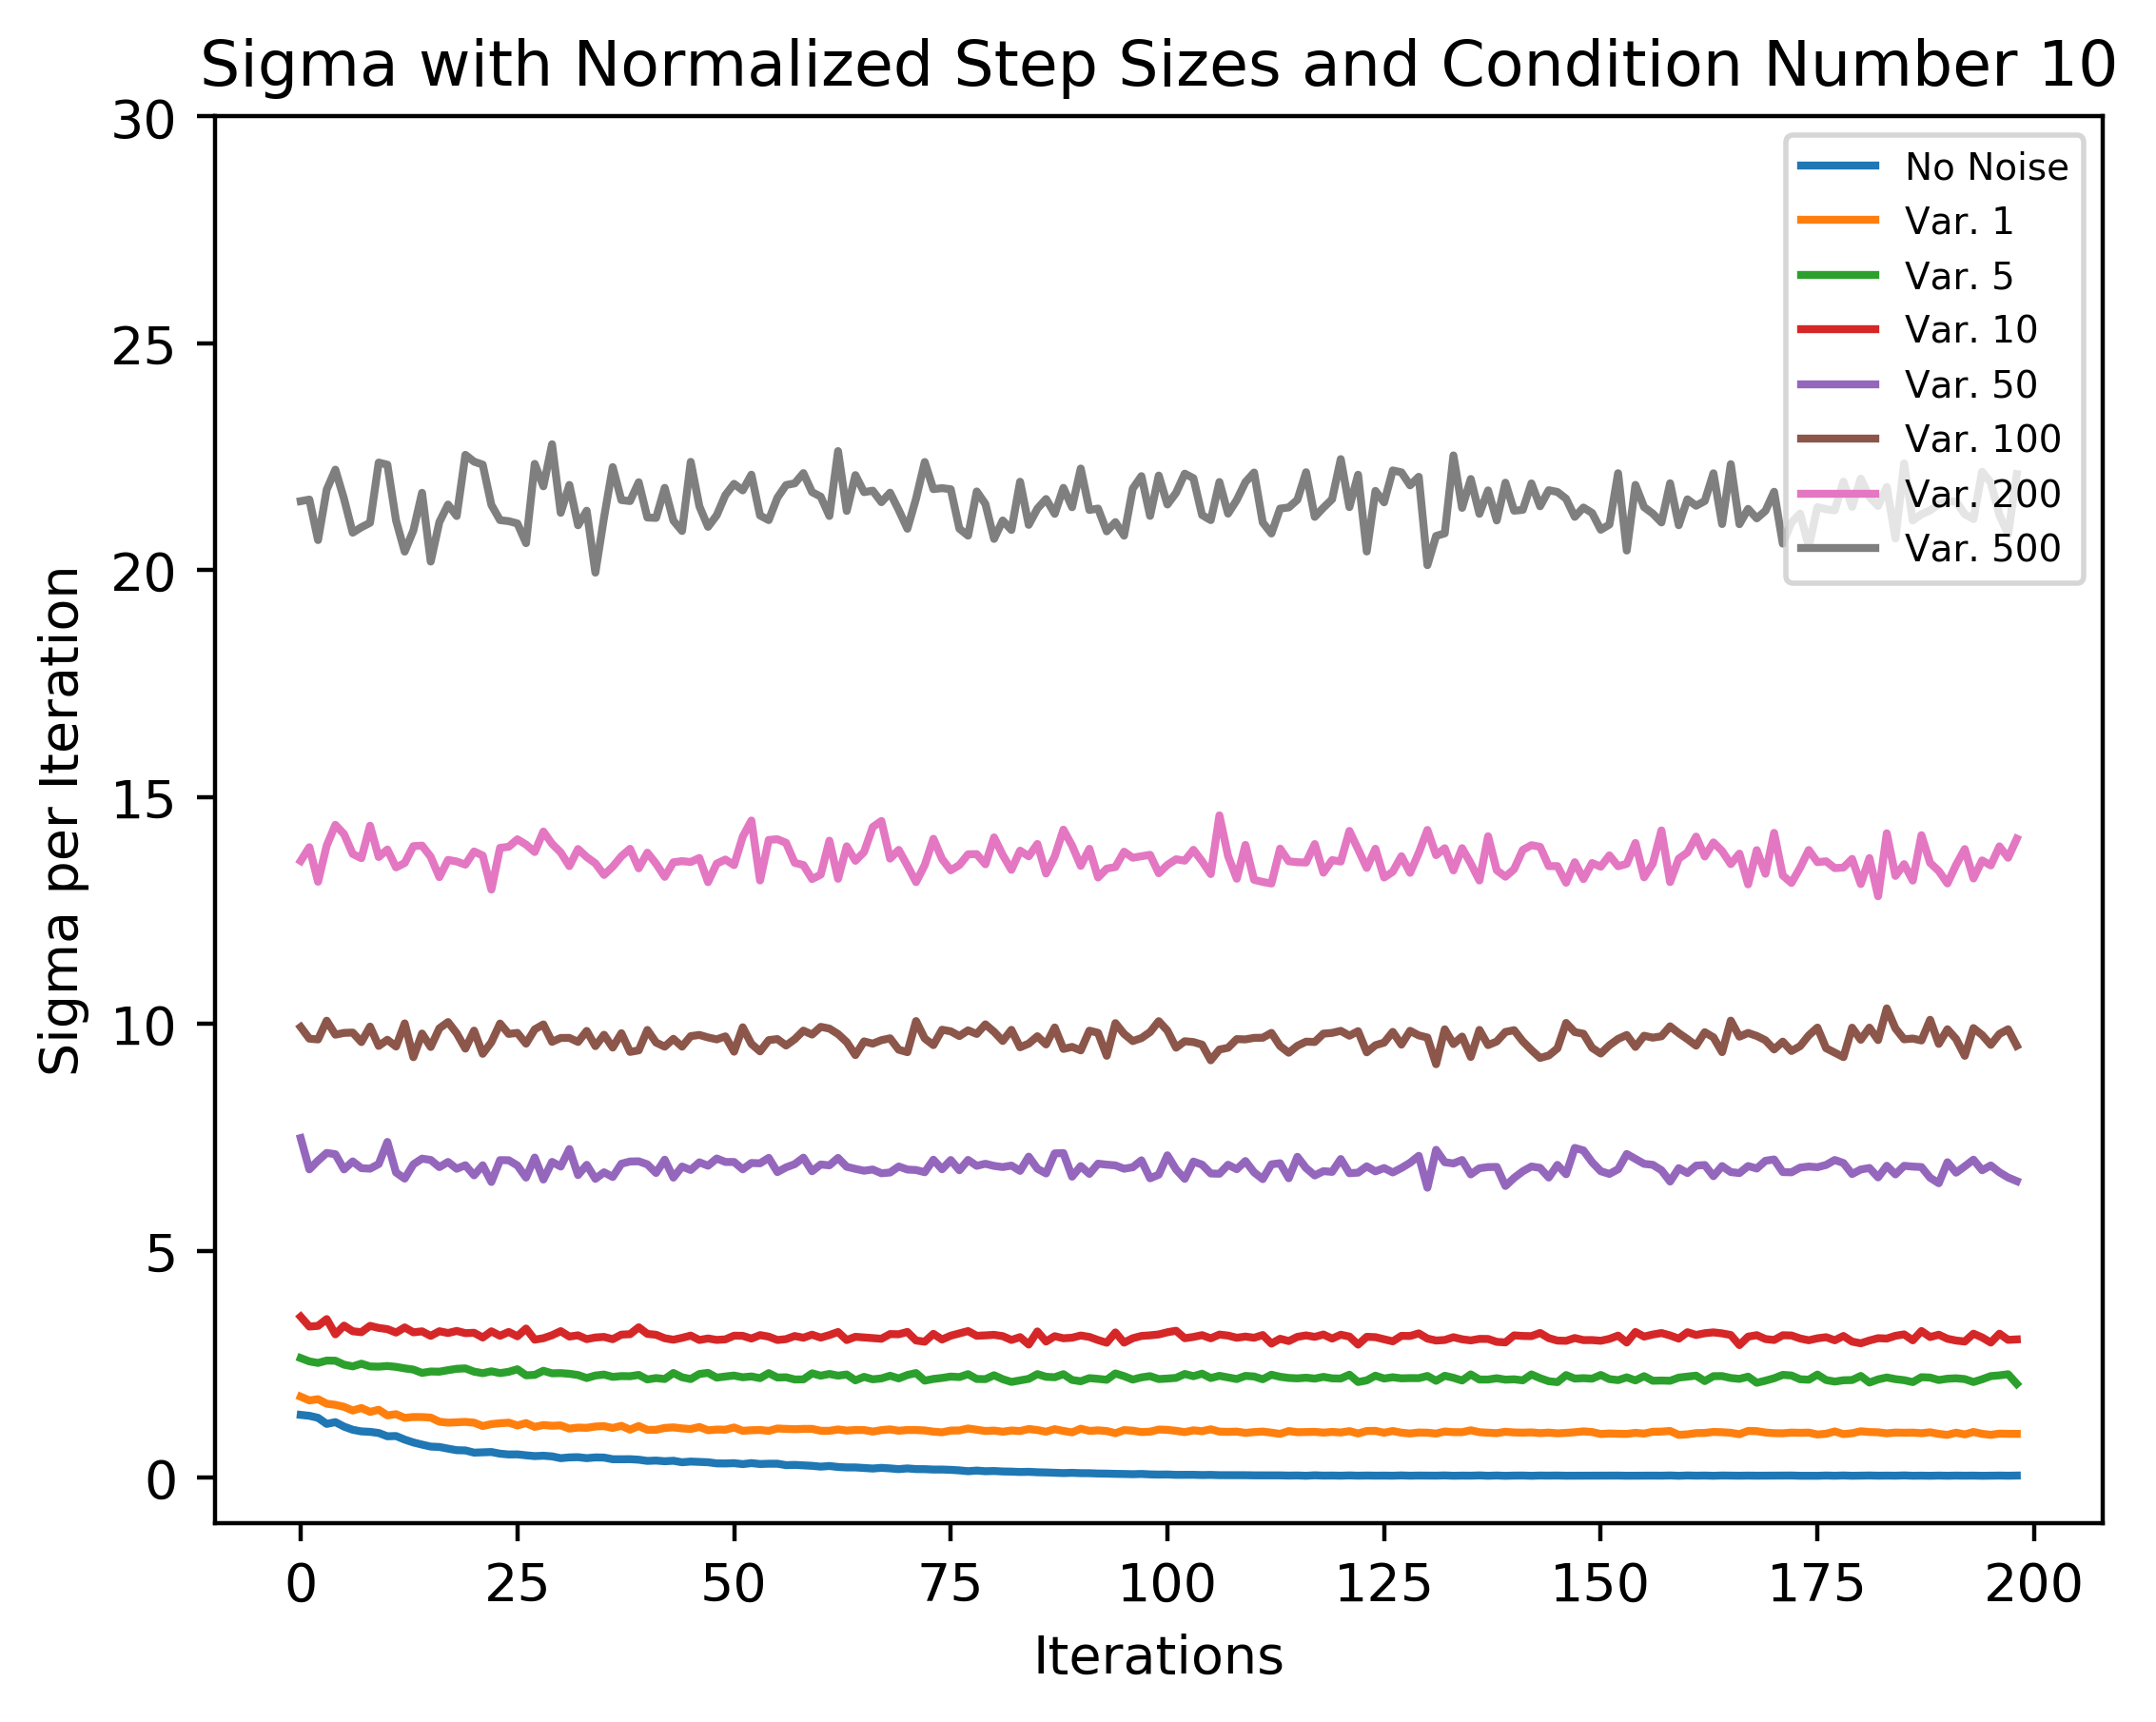 Sigma with Normalized Step Sizes and Condition Number 10
30
25
20
15
10
5
0
Sigma per Iteration
No Noise
Var. 1
Var. 5
Var. 10
Var. 50
Var. 100
Var. 200
Var. 500
0 25 50 75 100 125 150 175 200
Iterations